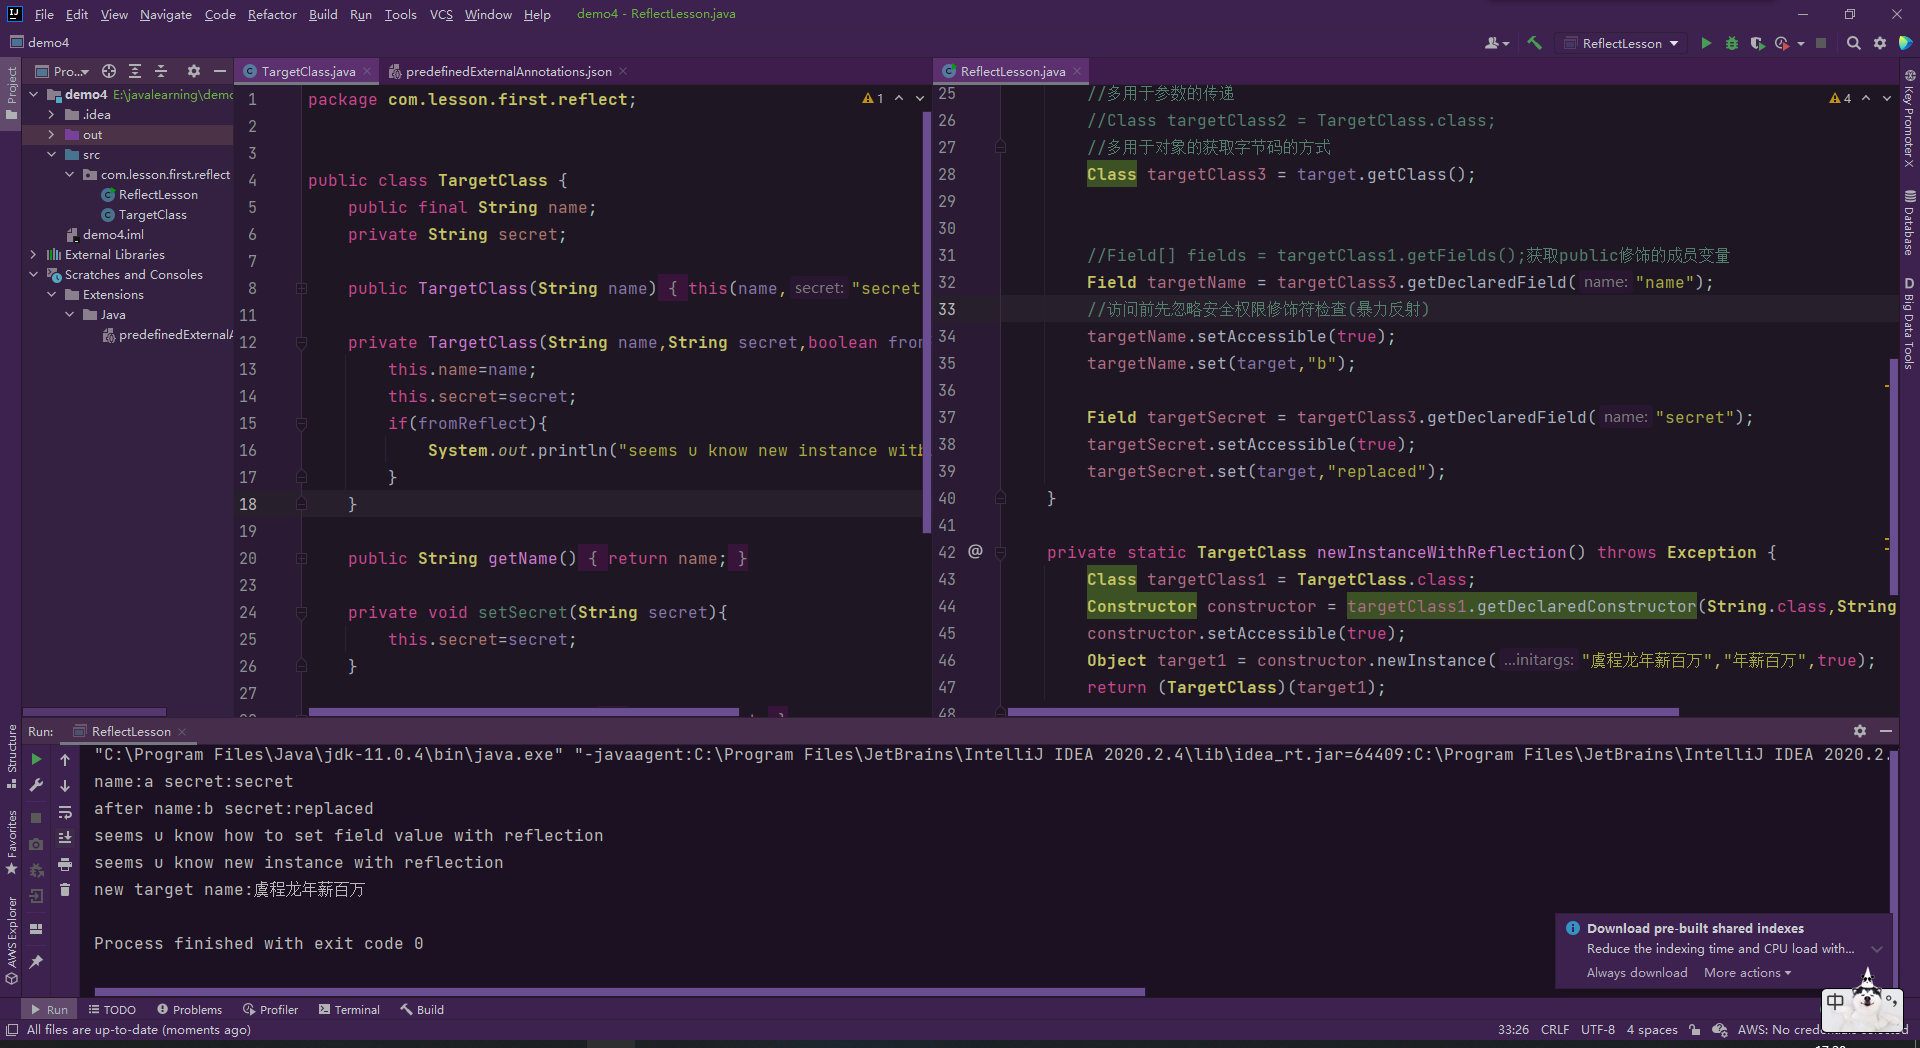 File Edit View Navigate Code Refactor Build Run Tools VCS Window Help demo4 - ReflectLesson.java
demo4
ReflectLesson
Project
Pro...
demo4 E:\javalearning\demo
.idea
out
src
com.lesson.first.reflect
ReflectLesson
TargetClass
demo4.iml
External Libraries
Scratches and Consoles
Extensions
Java
predefinedExternalA
TargetClass.java
predefinedExternalAnnotations.json
1 package com.lesson.first.reflect;
1
2
3
4 public class TargetClass {
5 public final String name;
6 private String secret;
7
8 public TargetClass(String name) { this(name, secret: "secret
11
12 private TargetClass(String name,String secret,boolean fro
13 this.name=name;
14 this.secret=secret;
15 if(fromReflect){
16 System.out.println("seems u know new instance with
17 }
18 }
19
20 public String getName() { return name; }
23
24 private void setSecret(String secret){
25 this.secret=secret;
26 }
27
ReflectLesson.java
4
25 //多用于参数的传递
26 //Class targetClass2 = TargetClass.class;
27 //多用于对象的获取字节码的方式
28 Class targetClass3 = target.getClass();
29
30
31 //Field[] fields = targetClass1.getFields();获取public修饰的成员变量
32 Field targetName = targetClass3.getDeclaredField( name: "name");
33 //访问前先忽略安全权限修饰符检查(暴力反射)
34 targetName.setAccessible(true);
35 targetName.set(target,"b");
36
37 Field targetSecret = targetClass3.getDeclaredField( name: "secret");
38 targetSecret.setAccessible(true);
39 targetSecret.set(target,"replaced");
40 }
41
42 @ private static TargetClass newInstanceWithReflection() throws Exception {
43 Class targetClass1 = TargetClass.class;
44 Constructor constructor = targetClass1.getDeclaredConstructor(String.class,String
45 constructor.setAccessible(true);
46 Object target1 = constructor.newInstance( ...initargs: "虞程龙年薪百万","年薪百万",true);
47 return (TargetClass)(target1);
48
Key Promoter X
Database
Big Data Tools
Structure
Favorites
AWS Explorer
Run: ReflectLesson
"C:\Program Files\Java\jdk-11.0.4\bin\java.exe" "-javaagent:C:\Program Files\JetBrains\IntelliJ IDEA 2020.2.4\lib\idea_rt.jar=64409:C:\Program Files\JetBrains\IntelliJ IDEA 2020.2.
name:a secret:secret
after name:b secret:replaced
seems u know how to set field value with reflection
seems u know new instance with reflection
new target name:虞程龙年薪百万
Process finished with exit code 0
Download pre-built shared indexes
Reduce the indexing time and CPU load with...
Always download More actions
中
Run TODO Problems Profiler Terminal Build
All files are up-to-date (moments ago)
33:26 CRLF UTF-8 4 spaces AWS: No credentials selected